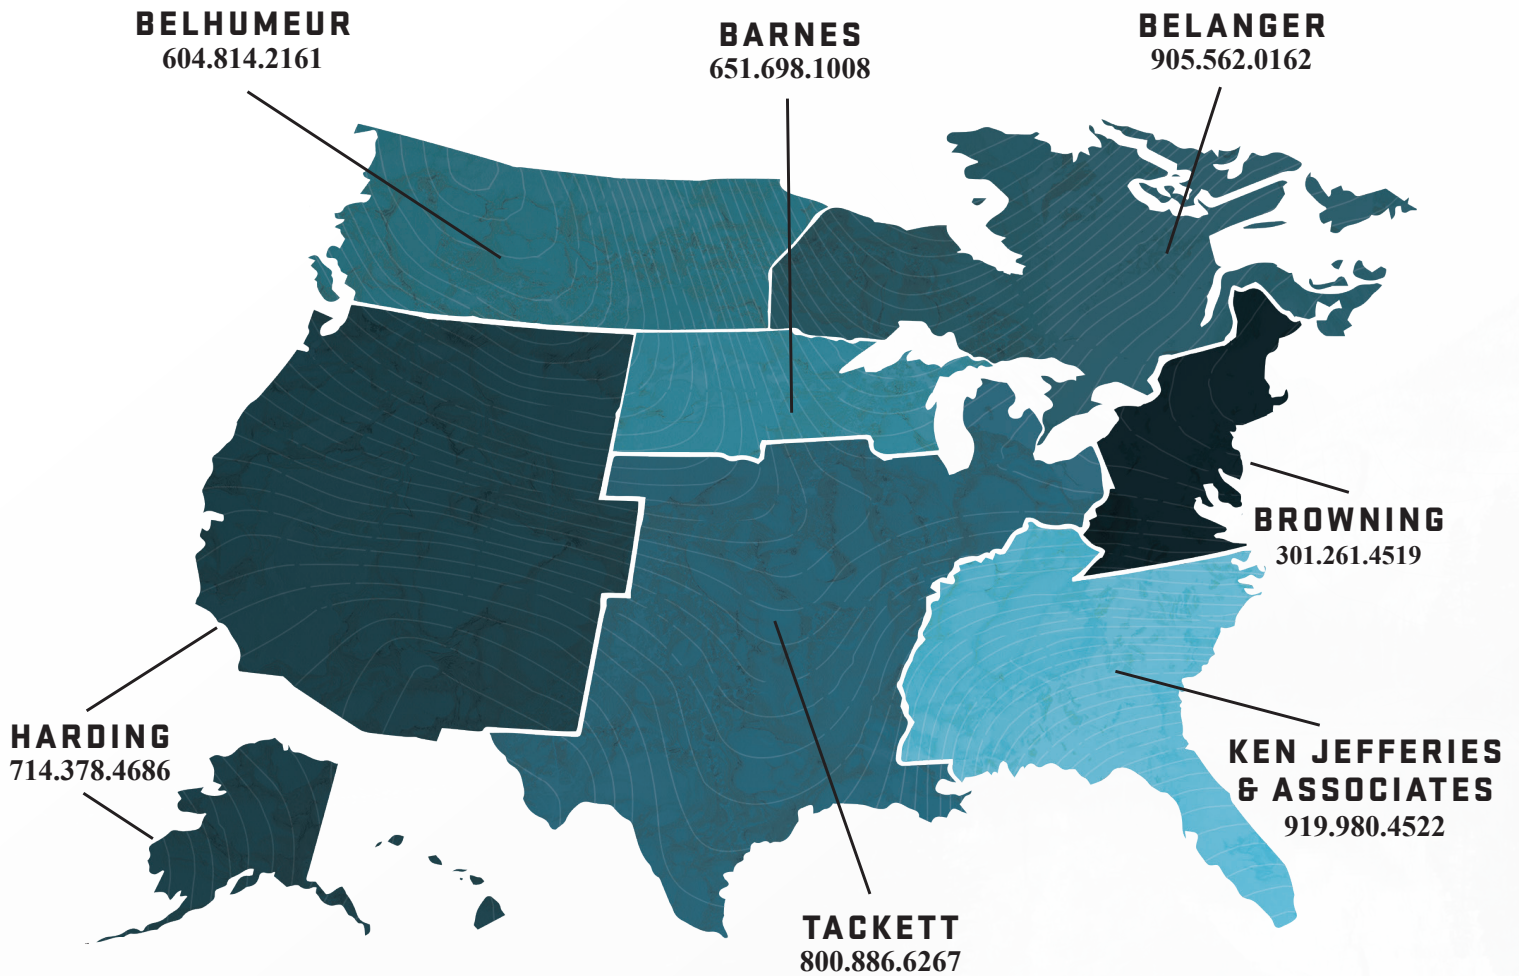 BELHUMEUR
604.814.2161
BARNES
651.698.1008
BELANGER
905.562.0162
BROWNING
301.261.4519
HARDING
714.378.4686
KEN JEFFERIES
& ASSOCIATES
919.980.4522
TACKETT
800.886.6267